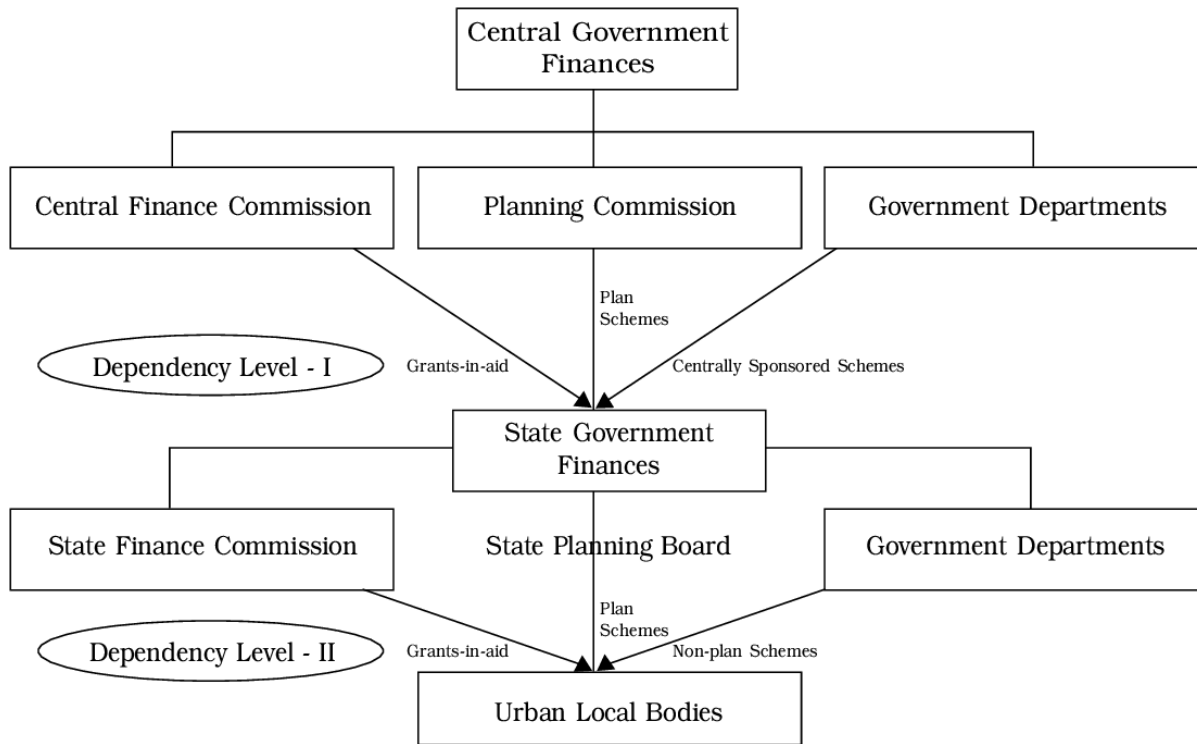 Central Government
Finances
Central Finance Commission
Planning Commission
Government Departments
Plan
Schemes
Dependency Level - I
Grants-in-aid
Centrally Sponsored Schemes
State Government
Finances
State Finance Commission
State Planning Board
Government Departments
Plan
Schemes
Dependency Level - II
Grants-in-aid
Non-plan Schemes
Urban Local Bodies